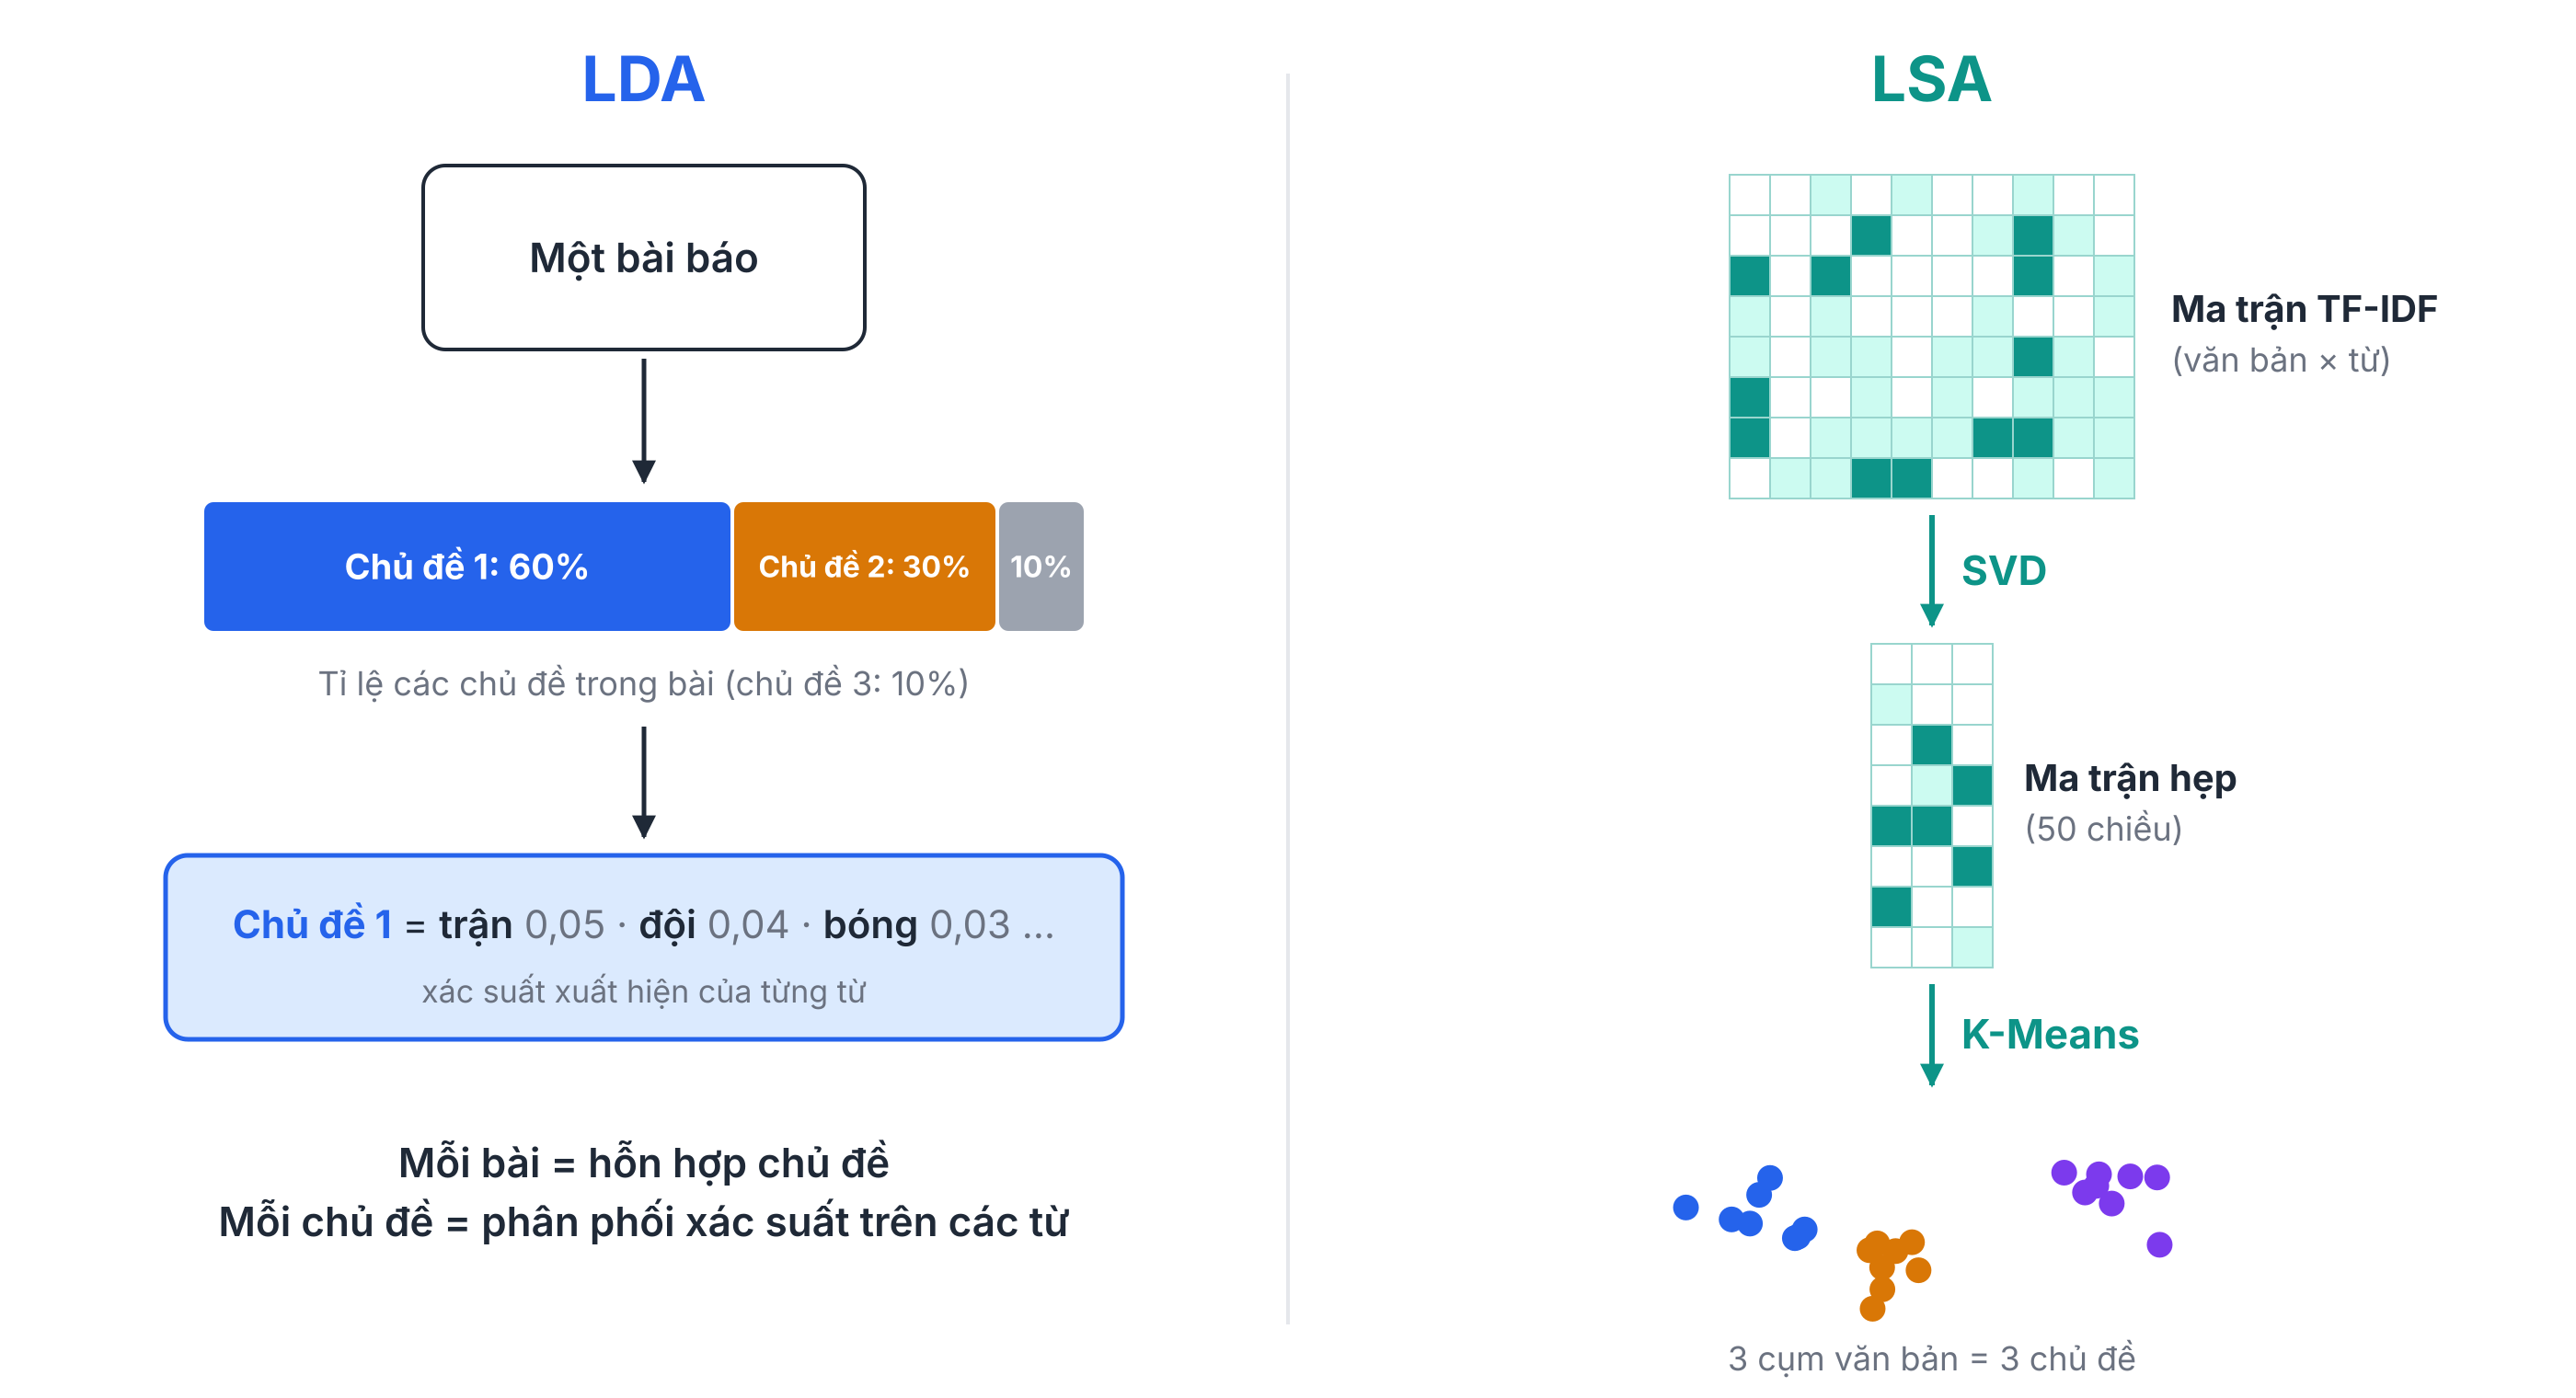 LDA
Một bài báo
Chủ đề 1: 60%
Chủ đề 2: 30%
10%
Tỉ lệ các chủ đề trong bài (chủ đề 3: 10%)
Chủ đề 1 = trận 0,05 · đội 0,04 · bóng 0,03 ...
xác suất xuất hiện của từng từ
Mỗi bài = hỗn hợp chủ đề
Mỗi chủ đề = phân phối xác suất trên các từ
LSA
Ma trận TF-IDF
(văn bản × từ)
SVD
Ma trận hẹp
(50 chiều)
K-Means
3 cụm văn bản = 3 chủ đề